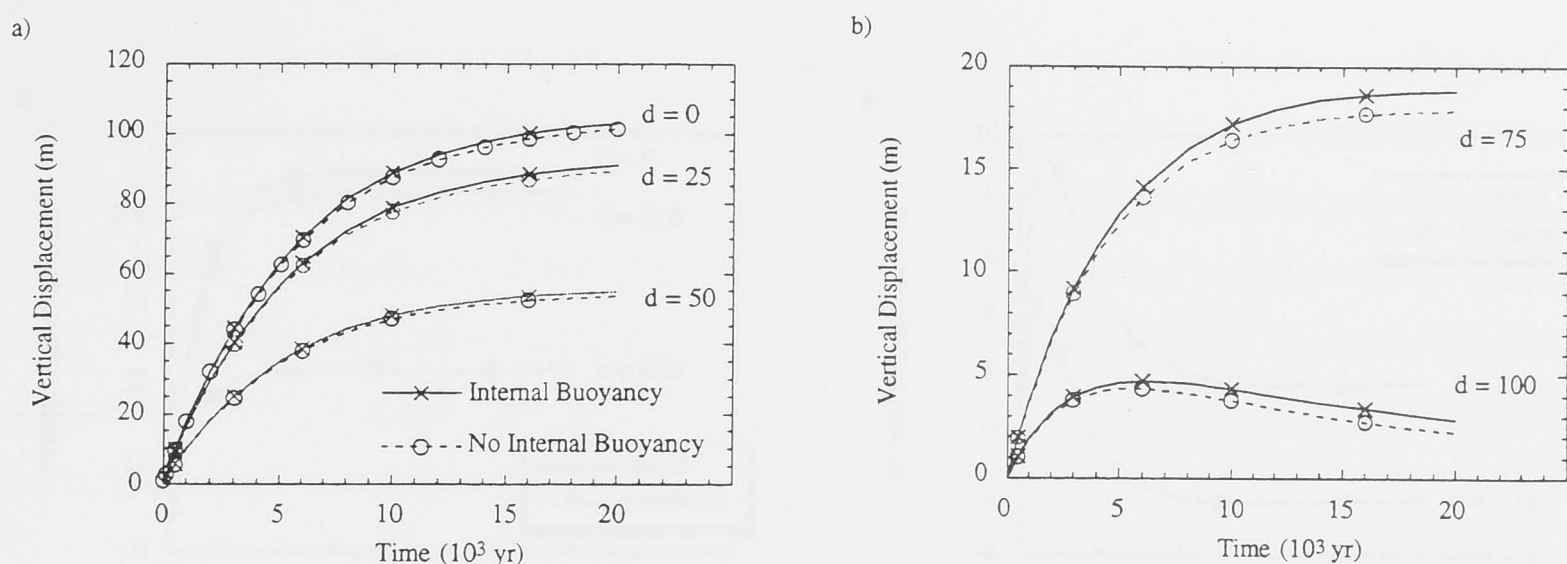 a)
Vertical Displacement (m)
120
100
80
60
40
20
0
d = 0
d = 25
d = 50
Internal Buoyancy
No Internal Buoyancy
0 5 10 15 20
Time (10³ yr)
b)
Vertical Displacement (m)
20
15
10
5
0
d = 75
d = 100
0 5 10 15 20
Time (10³ yr)